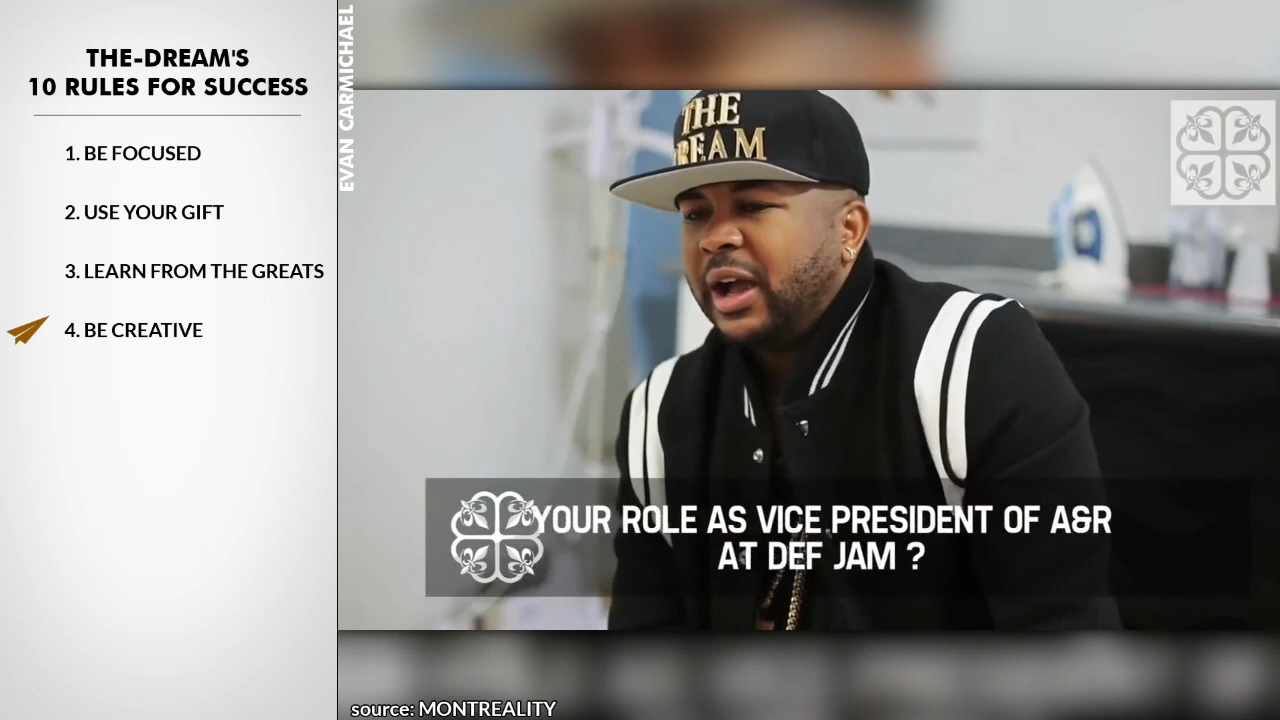 THE-DREAM'S
10 RULES FOR SUCCESS
1. BE FOCUSED
2. USE YOUR GIFT
3. LEARN FROM THE GREATS
4. BE CREATIVE
EVAN CARMICHAEL
THE
DREAM
YOUR ROLE AS VICE PRESIDENT OF A&R
AT DEF JAM ?
source: MONTREALITY